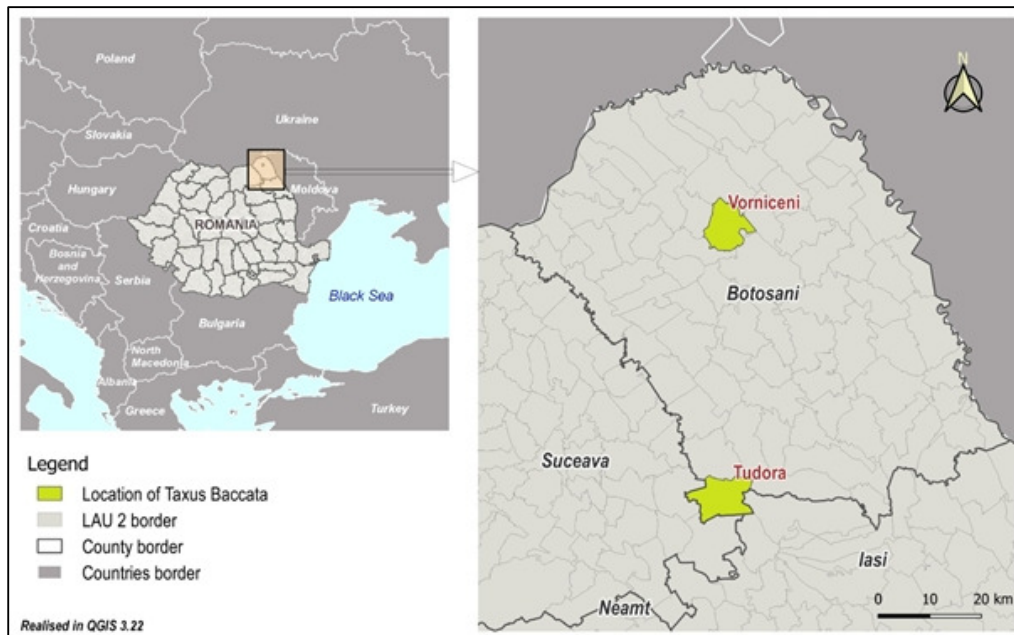 Poland
Ukraine
Slovakia
Hungary
Moldova
ROMANIA
Croatia
Bosnia
and
Herzegovina
Serbia
Black Sea
Bulgaria
North
Macedonia
Albania
Greece
Turkey
Legend
Location of Taxus Baccata
LAU 2 border
County border
Countries border
Realised in QGIS 3.22
N
Vorniceni
Botosani
Suceava
Tudora
Iasi
Neamt
0 10 20 km